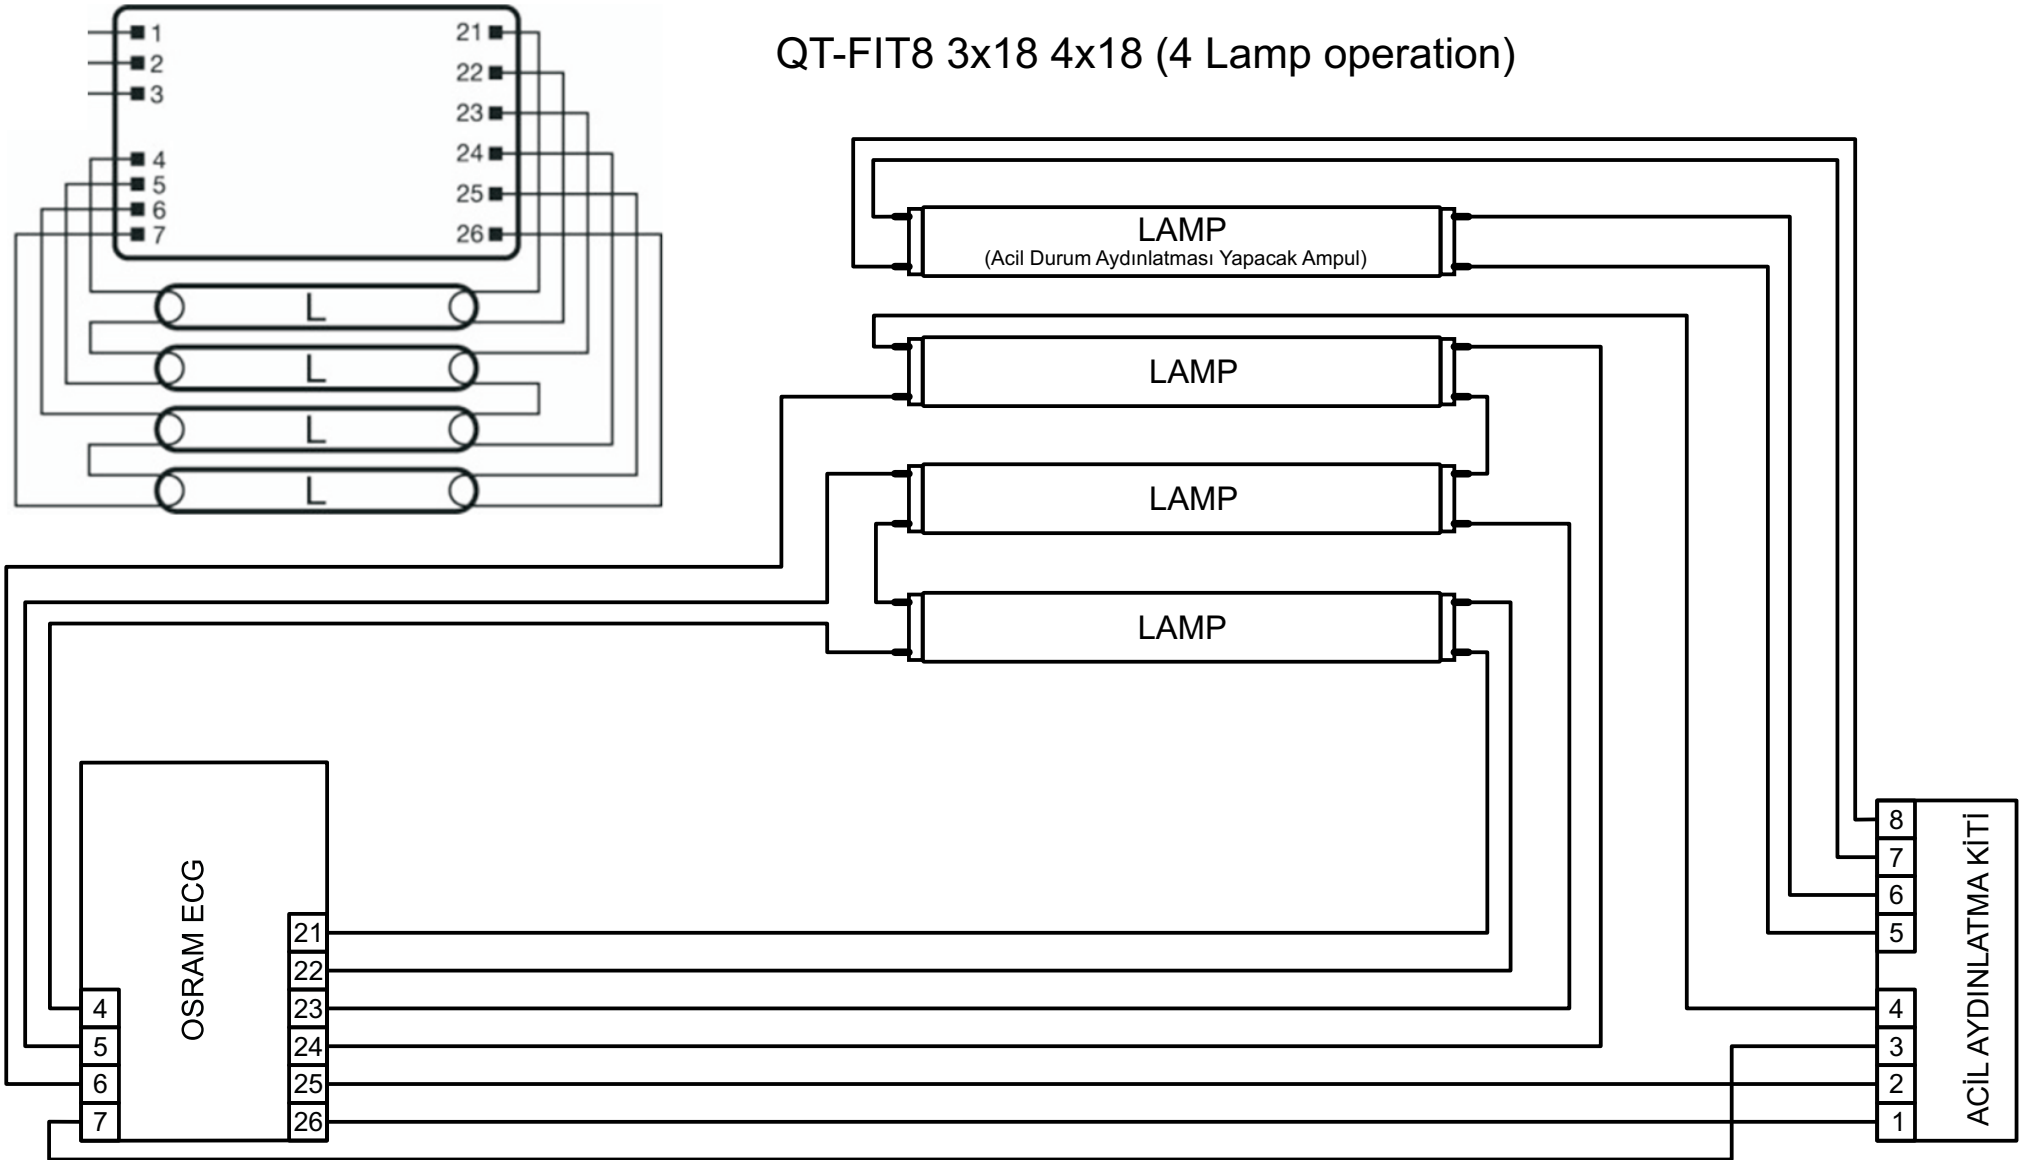 QT-FIT8 3x18 4x18 (4 Lamp operation)
1
2
3
4
5
6
7
21
22
23
24
25
26
L
L
L
L
LAMP
(Acil Durum Aydınlatması Yapacak Ampul)
LAMP
LAMP
LAMP
OSRAM ECG
4
5
6
7
21
22
23
24
25
26
8
7
6
5
4
3
2
1
ACİL AYDINLATMA KİTİ